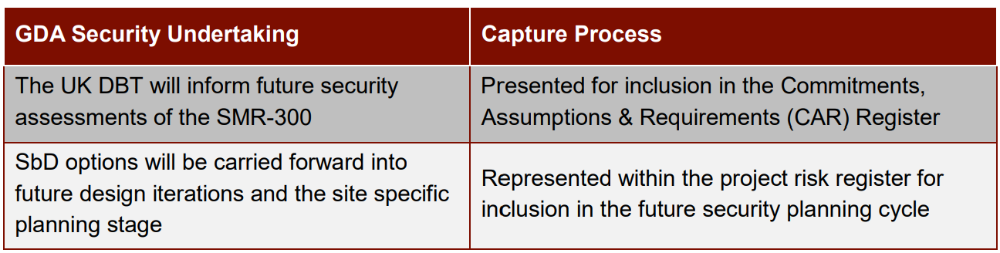 GDA Security Undertaking
Capture Process
The UK DBT will inform future security
assessments of the SMR-300
Presented for inclusion in the Commitments,
Assumptions & Requirements (CAR) Register
SbD options will be carried forward into
future design iterations and the site specific
planning stage
Represented within the project risk register for
inclusion in the future security planning cycle